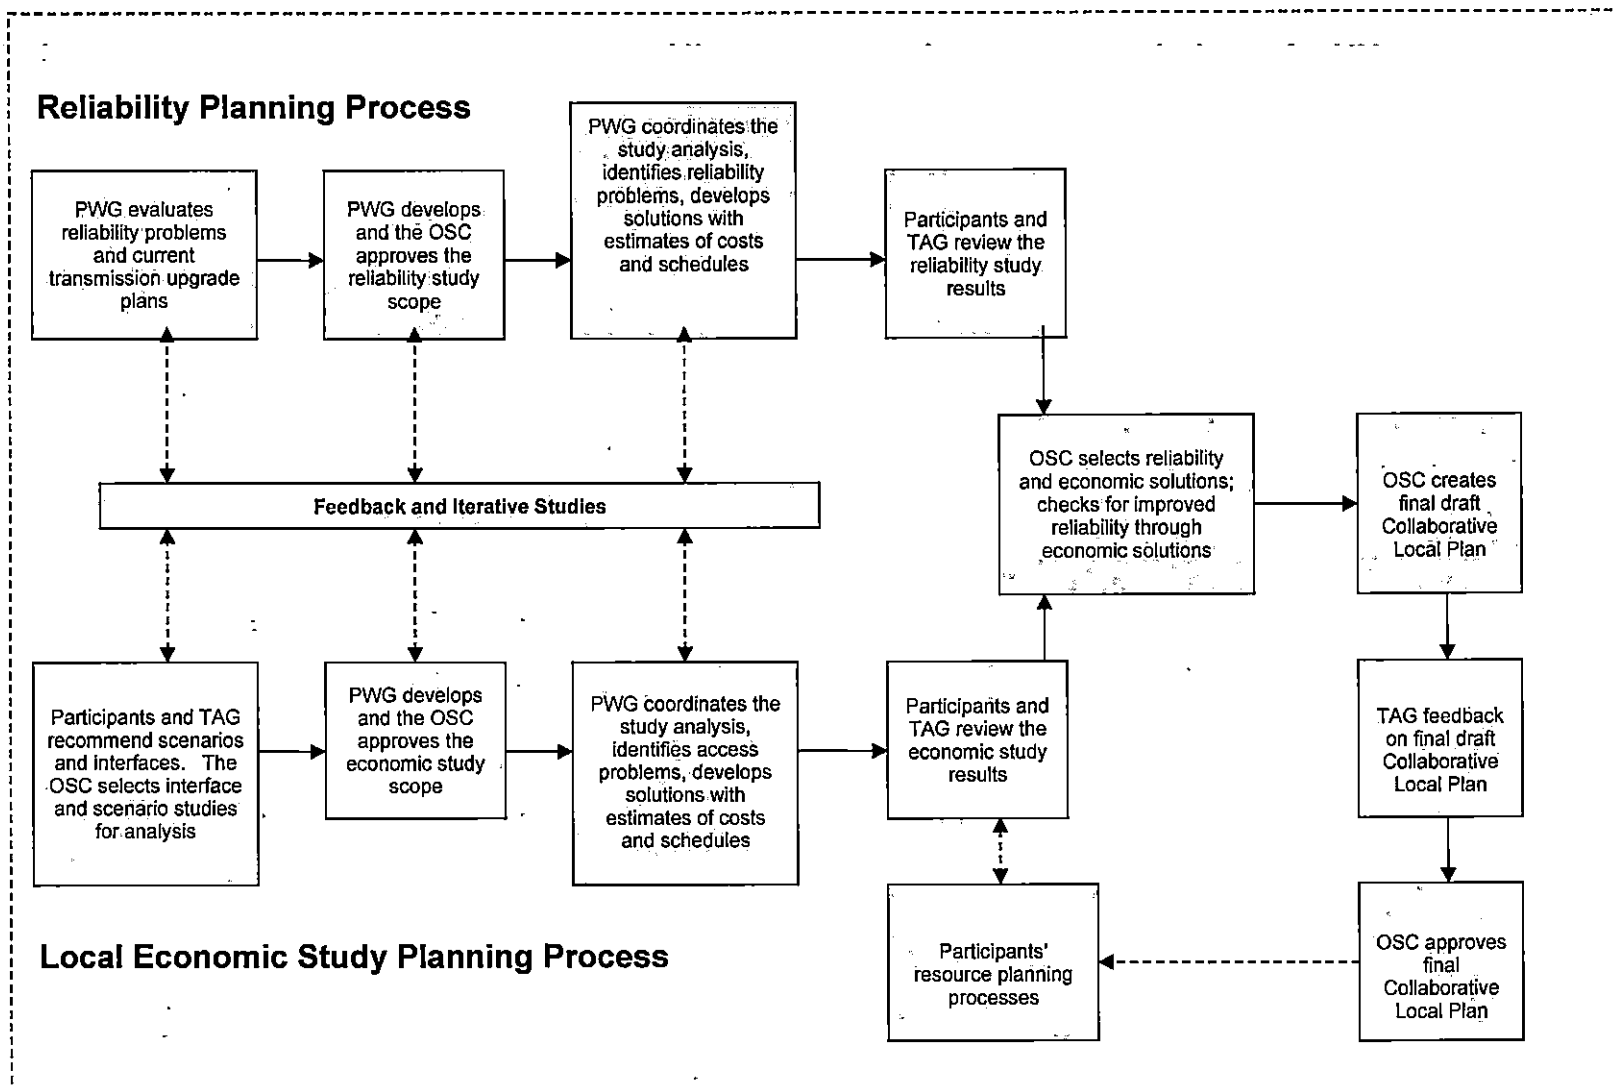 Reliability Planning Process
PWG evaluates
reliability problems
and current
transmission upgrade
plans
PWG develops
and the OSC
approves the
reliability study
scope
PWG coordinates the
study analysis,
identifies reliability
problems, develops
solutions with
estimates of costs
and schedules
Participants and
TAG review the
reliability study
results
Feedback and Iterative Studies
OSC selects reliability
and economic solutions;
checks for improved
reliability through
economic solutions
OSC creates
final draft
Collaborative
Local Plan
Participants and TAG
recommend scenarios
and interfaces. The
OSC selects interface
and scenario studies
for analysis
PWG develops
and the OSC
approves the
economic study
scope
PWG coordinates the
study analysis,
identifies access
problems, develops
solutions with
estimates of costs
and schedules
Participants and
TAG review the
economic study
results
TAG feedback
on final draft
Collaborative
Local Plan
Local Economic Study Planning Process
Participants'
resource planning
processes
OSC approves
final
Collaborative
Local Plan